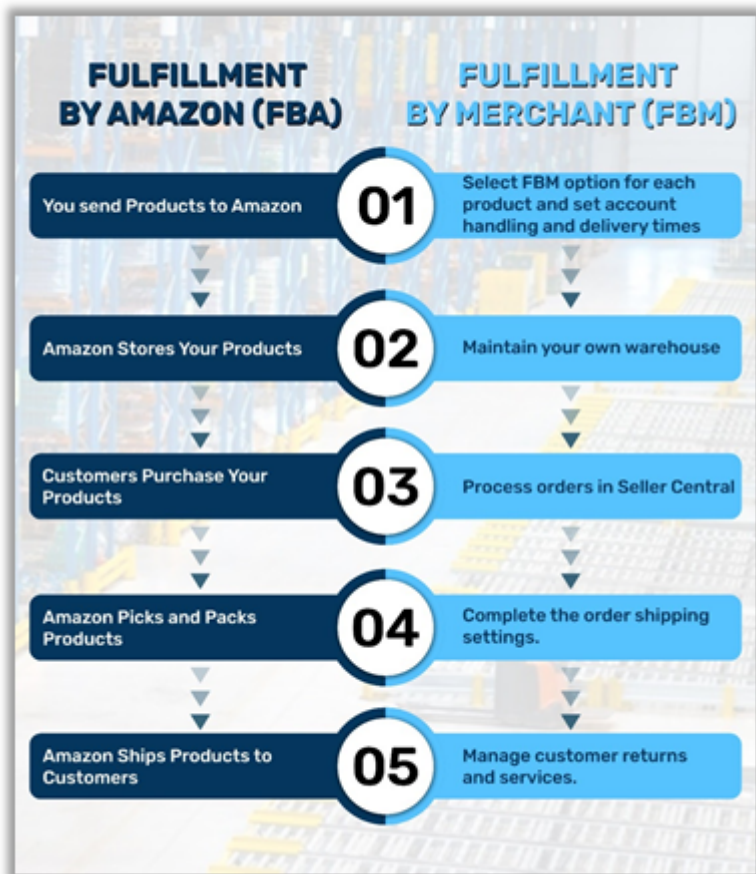 FULFILLMENT
BY AMAZON (FBA)
FULFILLMENT
BY MERCHANT (FBM)
You send Products to Amazon
01
Select FBM option for each
product and set account
handling and delivery times
Amazon Stores Your Products
02
Maintain your own warehouse
Customers Purchase Your
Products
03
Process orders in Seller Central
Amazon Picks and Packs
Products
04
Complete the order shipping
settings.
Amazon Ships Products to
Customers
05
Manage customer returns
and services.